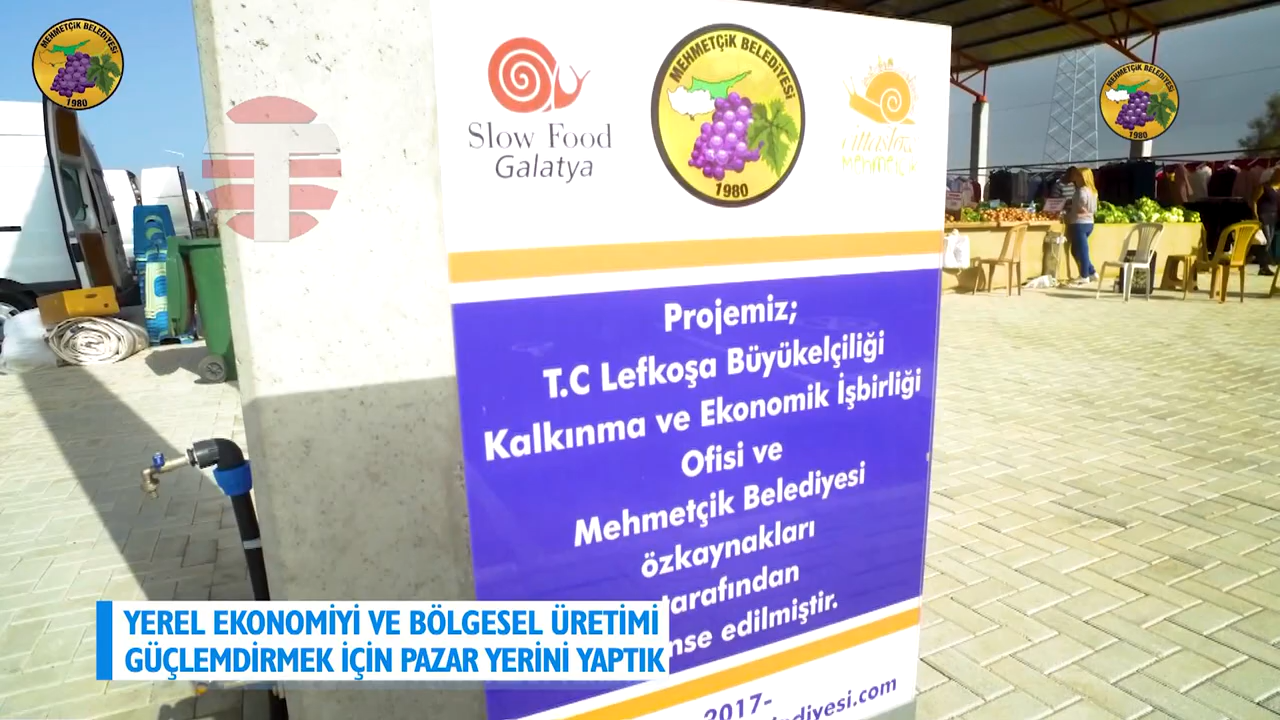 MEHMETÇİK BELEDİYESİ
1980
Slow Food
Galatya
MEHMETÇİK BELEDİYESİ
1980
MEHMETÇİK BELEDİYESİ
1980
Projemiz;
T.C Lefkoşa Büyükelçiliği
Kalkınma ve Ekonomik İşbirliği
Ofisi ve
Mehmetçik Belediyesi
özkaynakları
tarafından
nse edilmiştir.
YEREL EKONOMİYİ VE BÖLGESEL ÜRETİMİ
GÜÇLEMDİRMEK İÇİN PAZAR YERİNİ YAPTIK
2017-
lediyesi.com